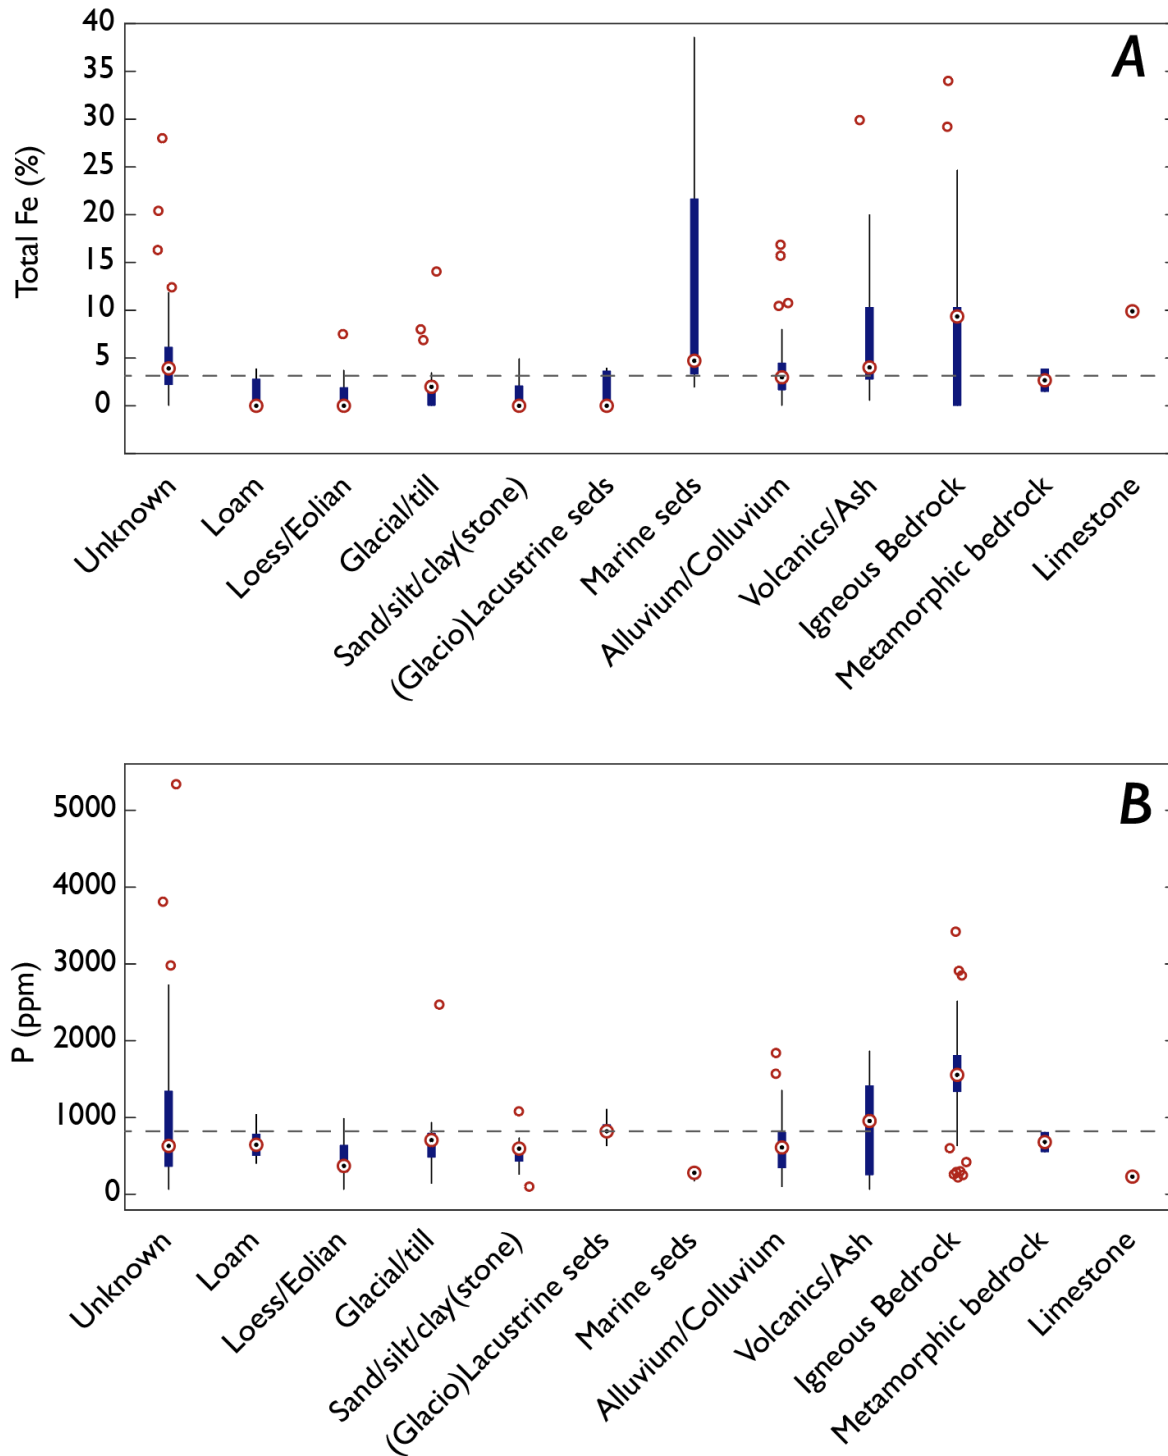 A
Total Fe (%)
40
35
30
25
20
15
10
5
0
Unknown
Loam
Loess/Eolian
Glacial/till
Sand/silt/clay(stone)
(Glacio)Lacustrine seds
Marine seds
Alluvium/Colluvium
Volcanics/Ash
Igneous Bedrock
Metamorphic bedrock
Limestone
B
P (ppm)
5000
4000
3000
2000
1000
0
Unknown
Loam
Loess/Eolian
Glacial/till
Sand/silt/clay(stone)
(Glacio)Lacustrine seds
Marine seds
Alluvium/Colluvium
Volcanics/Ash
Igneous Bedrock
Metamorphic bedrock
Limestone